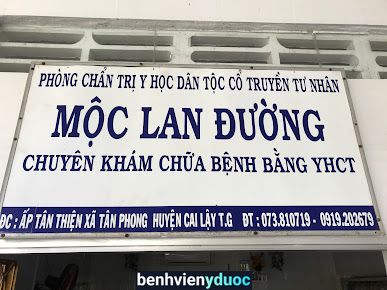 PHÒNG CHẨN TRỊ Y HỌC DÂN TỘC CỔ TRUYỀN TƯ NHÂN
MỘC LAN ĐƯỜNG
CHUYÊN KHÁM CHỮA BỆNH BẰNG YHCT
ĐC : ẤP TÂN THIỆN XÃ TÂN PHONG HUYỆN CAI LẬY T.G ĐT : 073.810719 - 0919.202679
benhvienyduoc